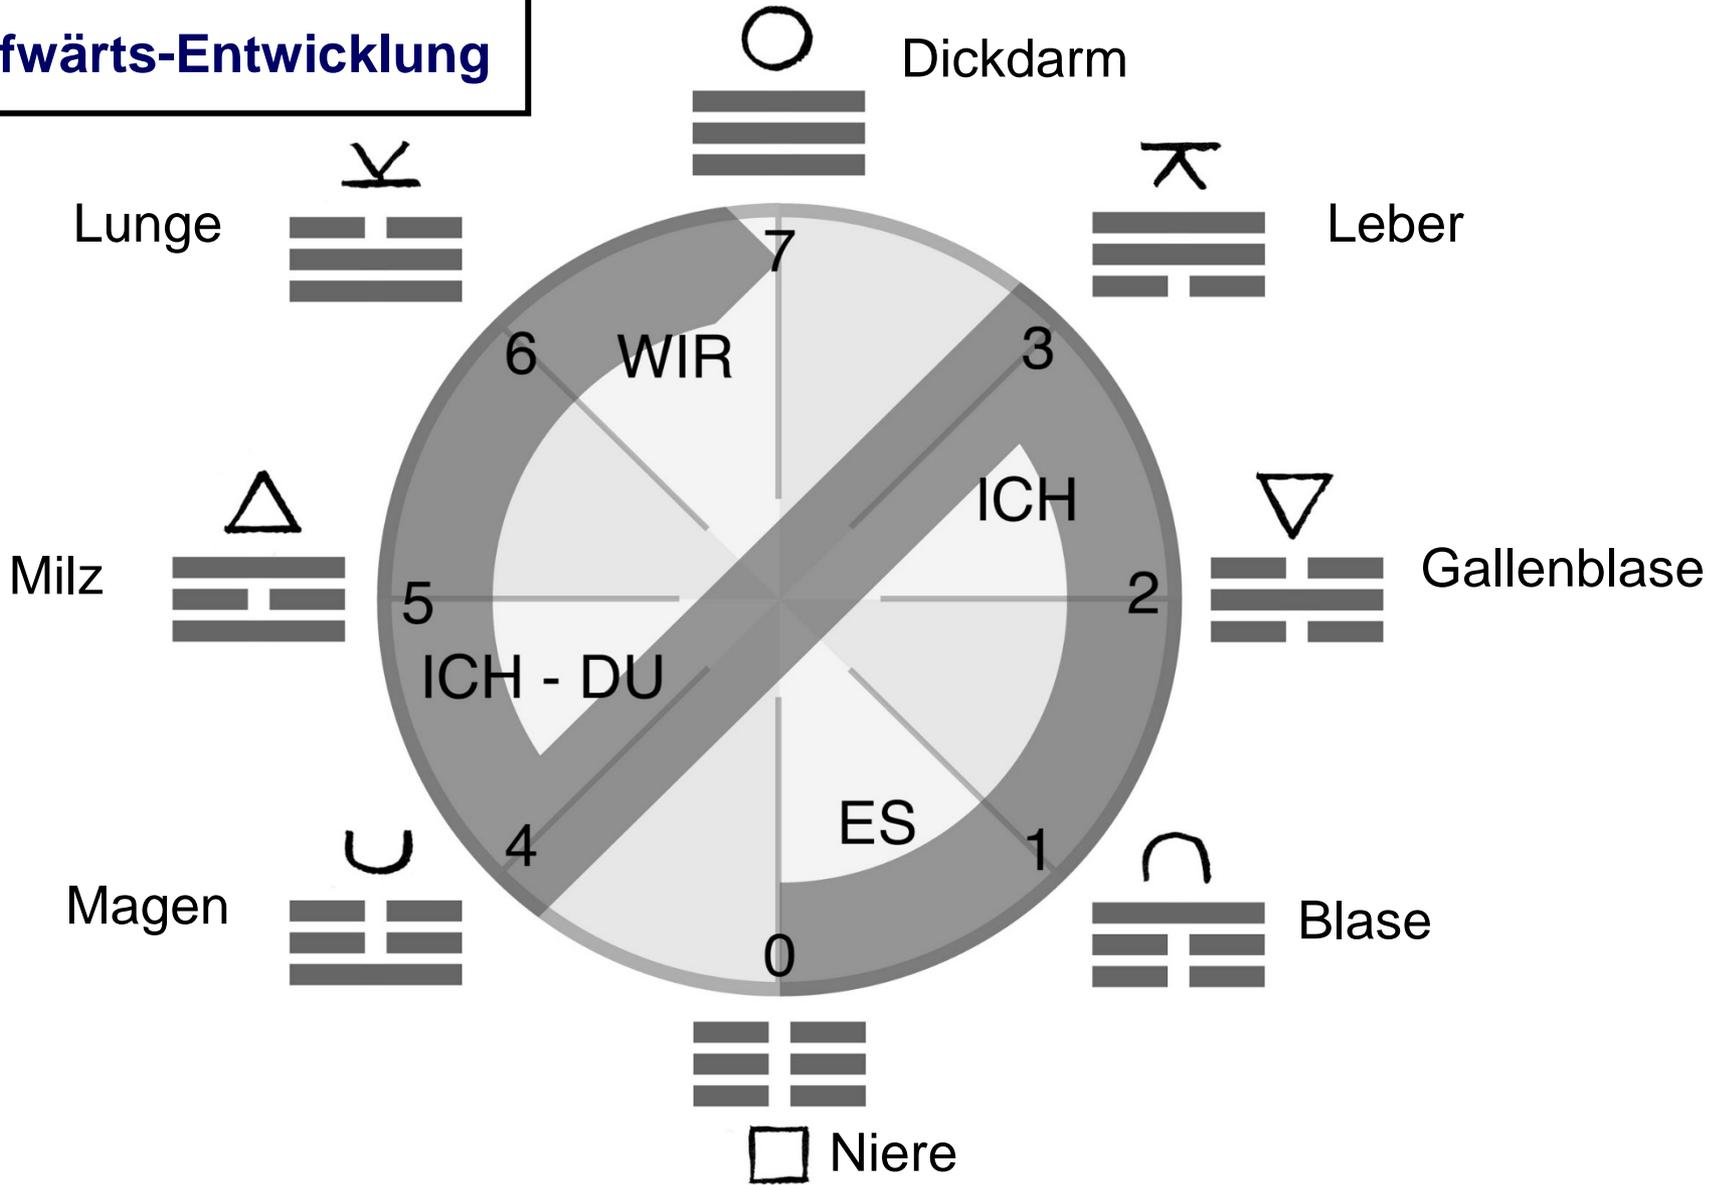 fwärts-Entwicklung
Dickdarm
Lunge
Leber
7
6
WIR
3
ICH
Milz
5
2
Gallenblase
ICH - DU
ES
4
1
Magen
Blase
0
Niere